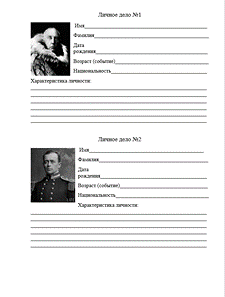 Личное дело №1
Имя
Фамилия
Дата
рождения
Возраст (событие)
Национальность
Характеристика личности:
Личное дело №2
Имя
Фамилия
Дата
рождения
Возраст (событие)
Национальность
Характеристика личности: